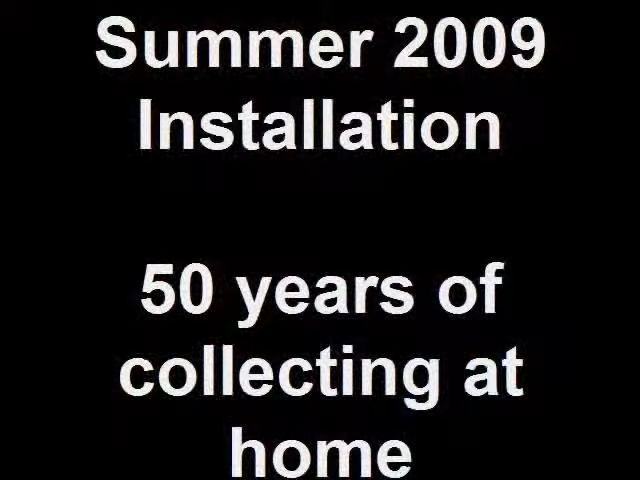 Summer 2009
Installation
50 years of
collecting at
home